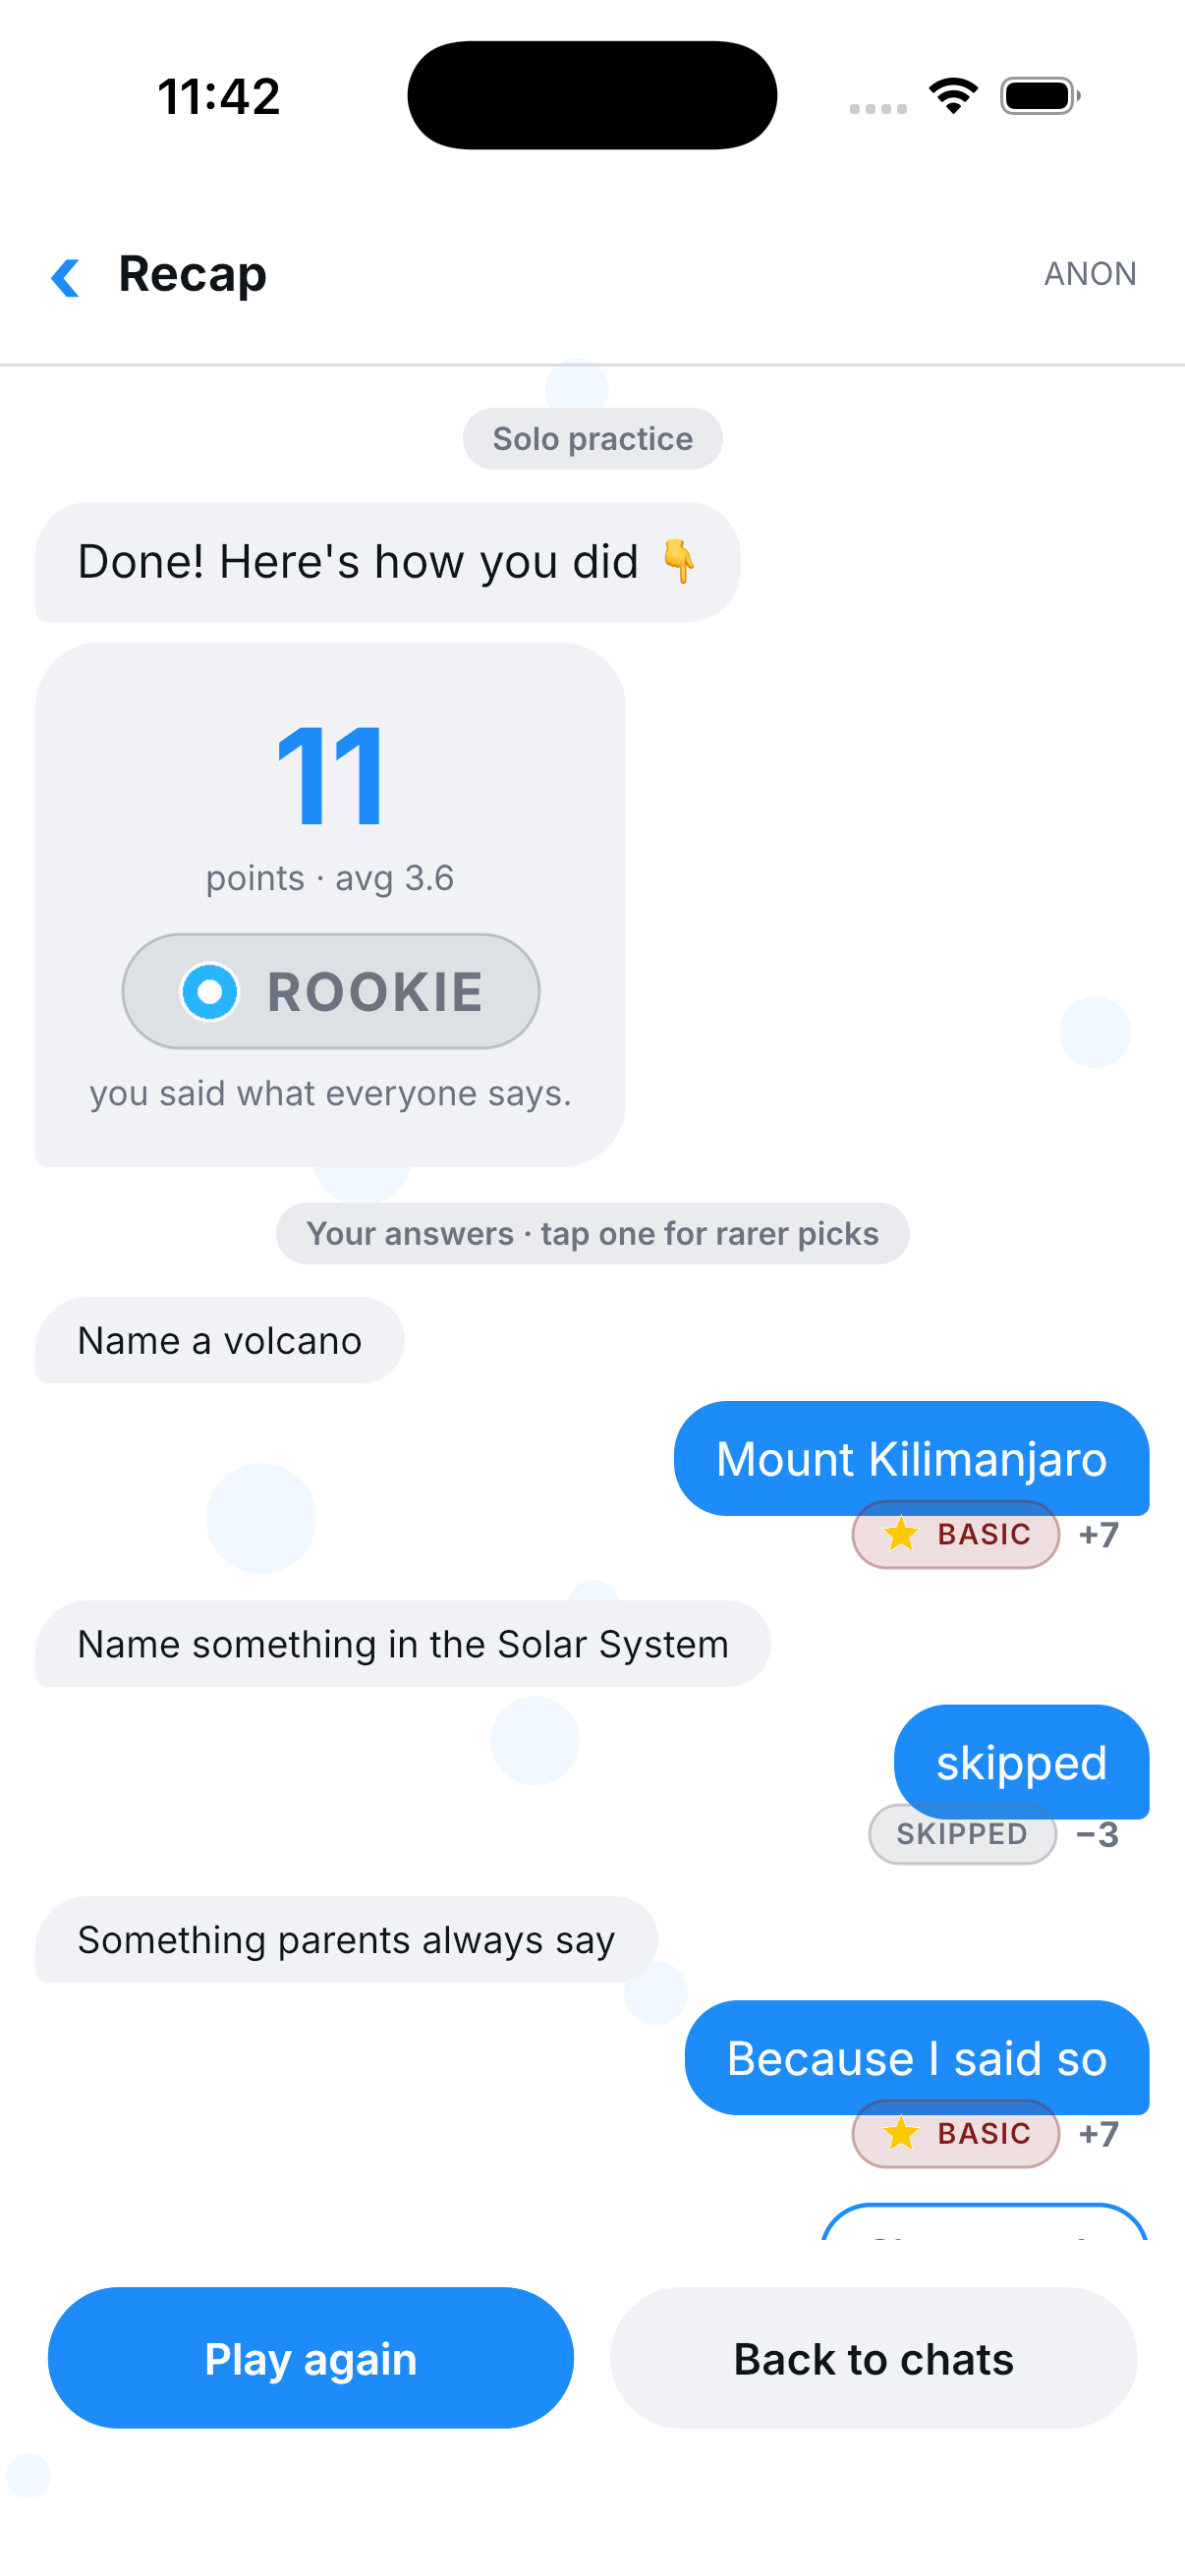 11:42
Recap
ANON
Solo practice
Done! Here's how you did 👇
11
points · avg 3.6
ROOKIE
you said what everyone says.
Your answers · tap one for rarer picks
Name a volcano
Mount Kilimanjaro
BASIC +7
Name something in the Solar System
skipped
SKIPPED −3
Something parents always say
Because I said so
BASIC +7
Play again
Back to chats